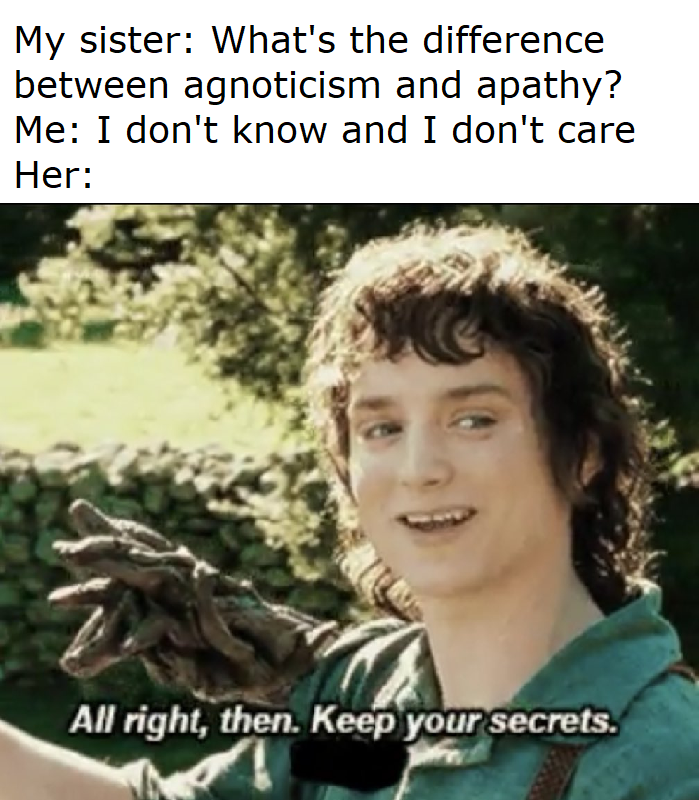 My sister: What's the difference
between agnoticism and apathy?
Me: I don't know and I don't care
Her:
All right, then. Keep your secrets.